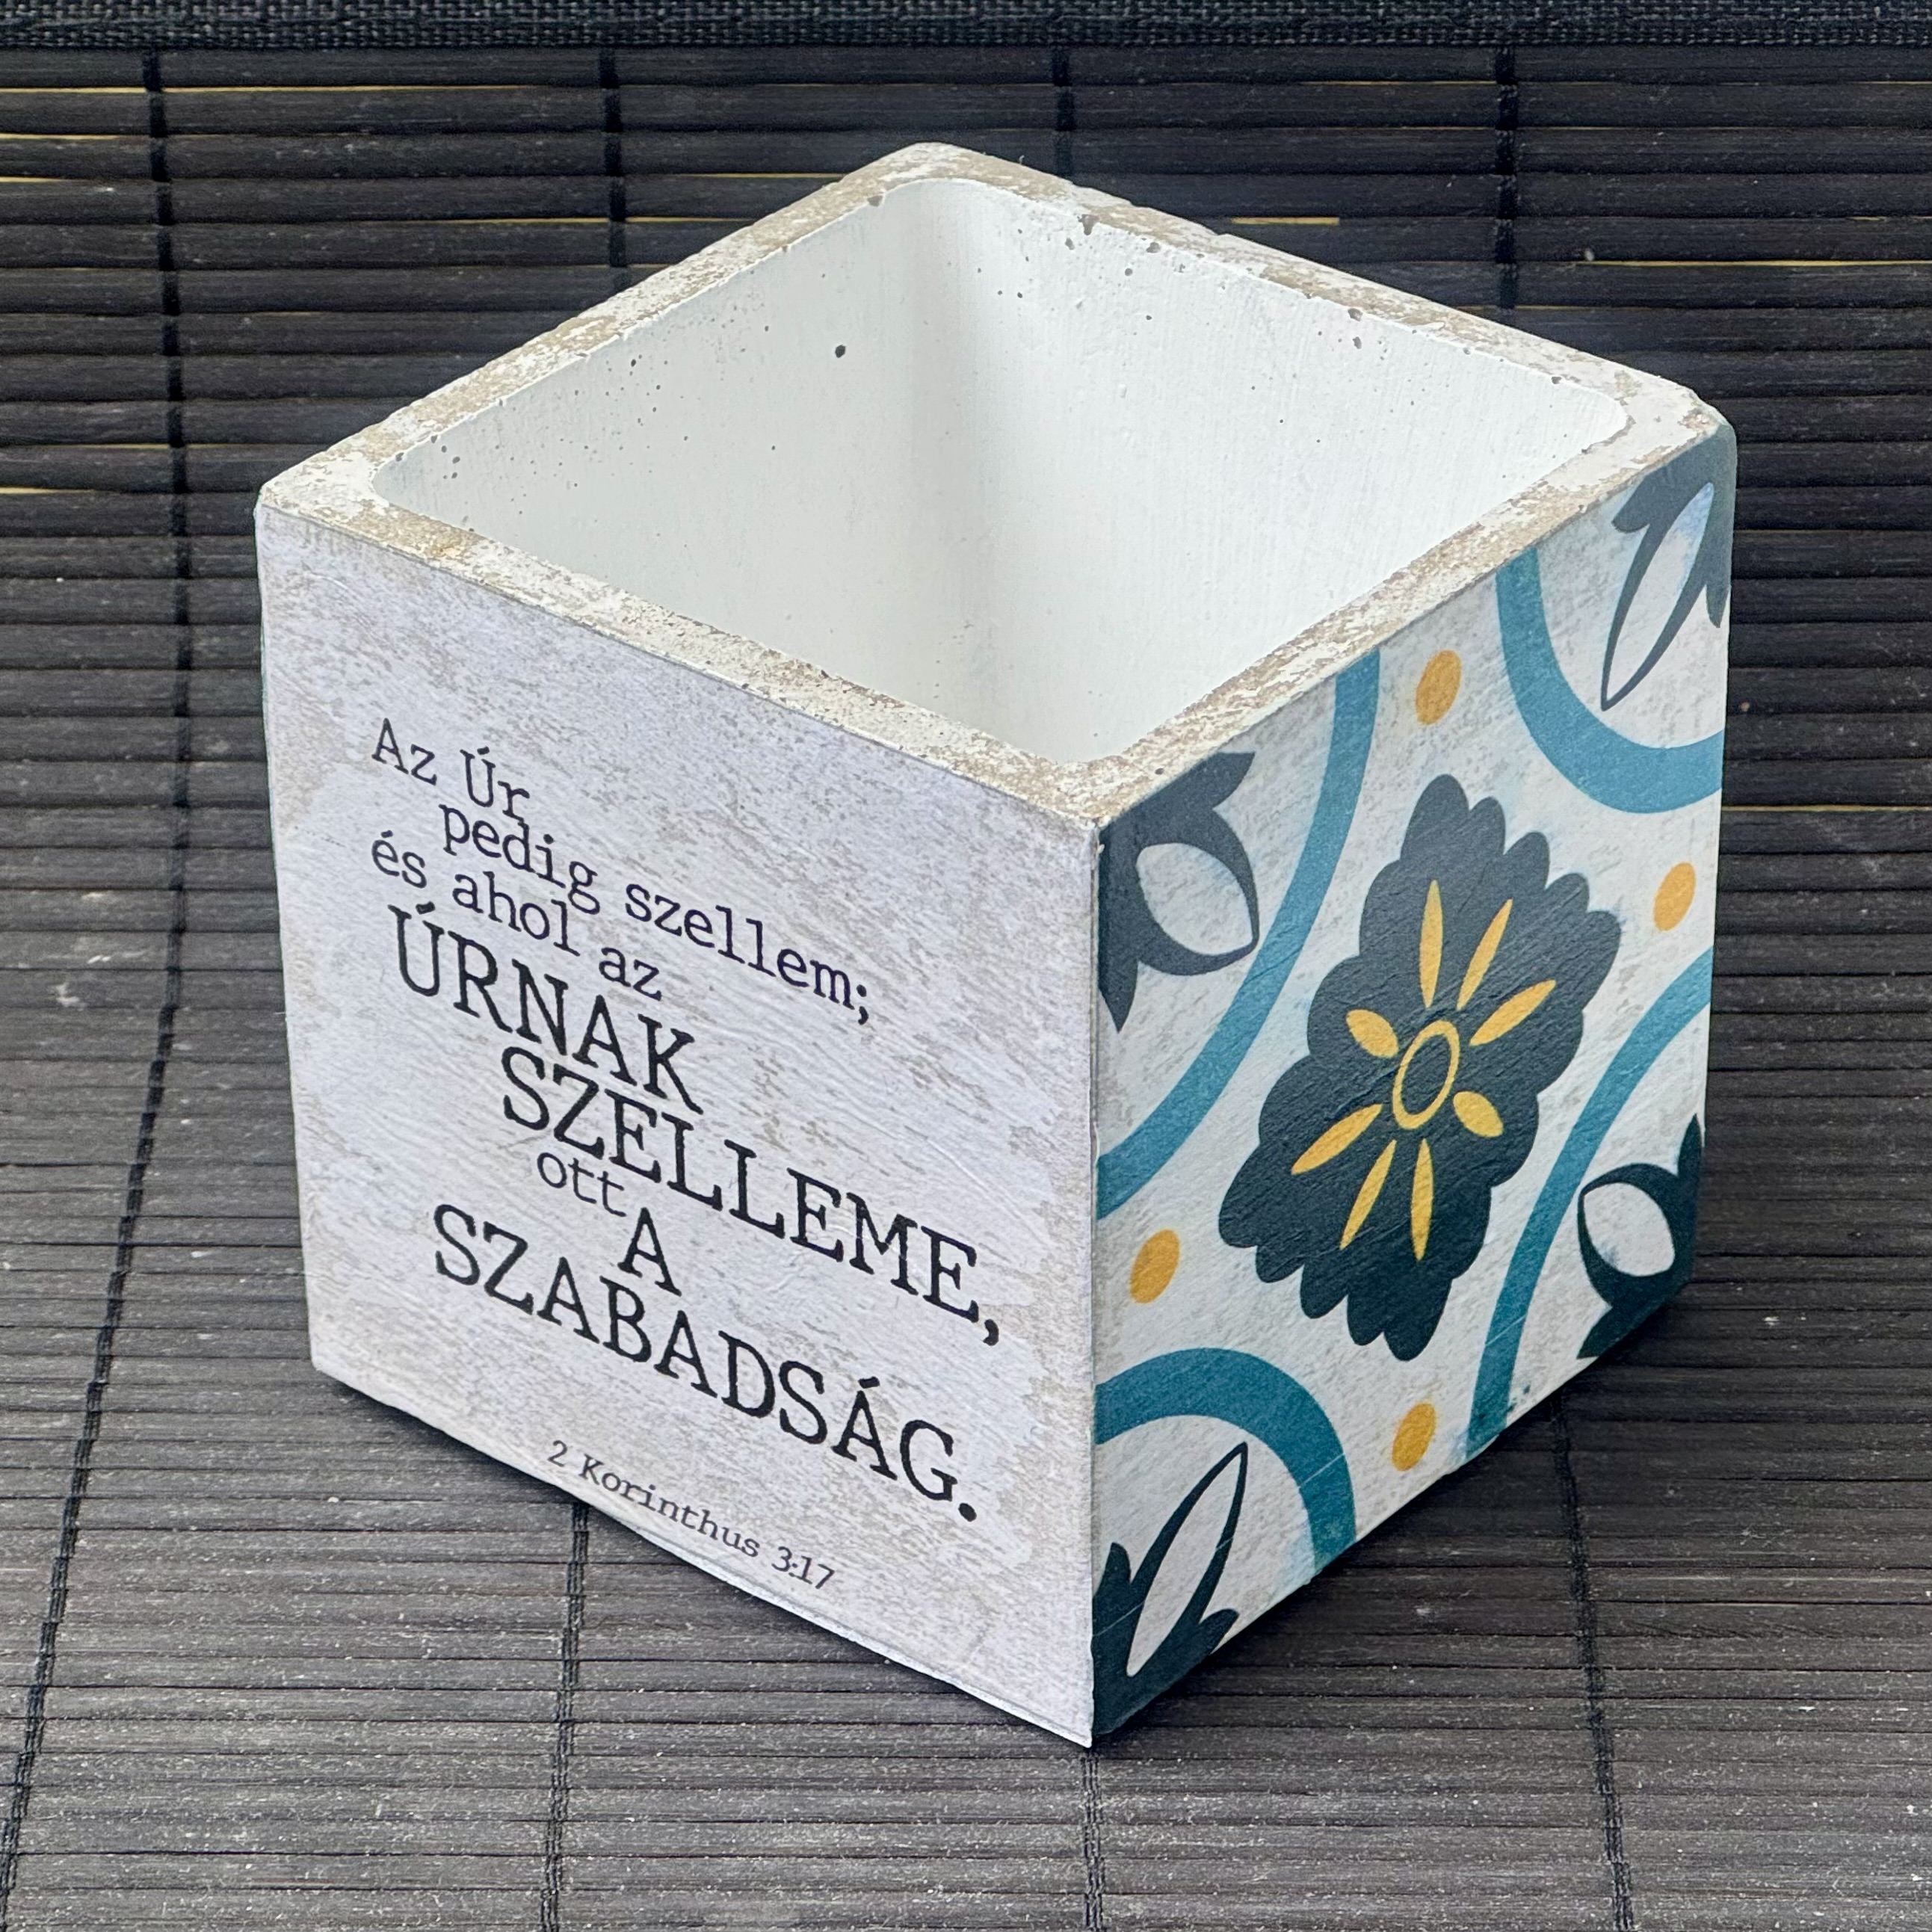 Az Úr
pedig szellem;
és ahol az
ÚRNAK
SZELLEME,
ott A
SZABADSÁG.
2 Korinthus 3:17